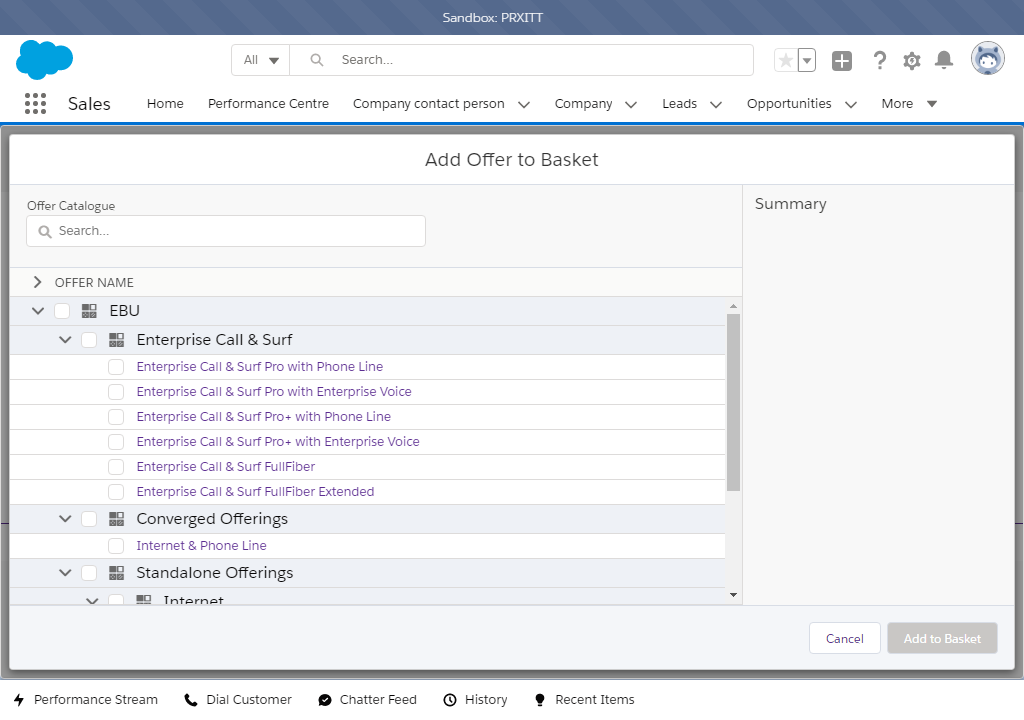 Sandbox: PRXITT
All Search...
Sales Home Performance Centre Company contact person Company Leads Opportunities More
Add Offer to Basket
Offer Catalogue
Search...
Summary
OFFER NAME
EBU
Enterprise Call & Surf
Enterprise Call & Surf Pro with Phone Line
Enterprise Call & Surf Pro with Enterprise Voice
Enterprise Call & Surf Pro+ with Phone Line
Enterprise Call & Surf Pro+ with Enterprise Voice
Enterprise Call & Surf FullFiber
Enterprise Call & Surf FullFiber Extended
Converged Offerings
Internet & Phone Line
Standalone Offerings
Internet
Cancel Add to Basket
Performance Stream Dial Customer Chatter Feed History Recent Items